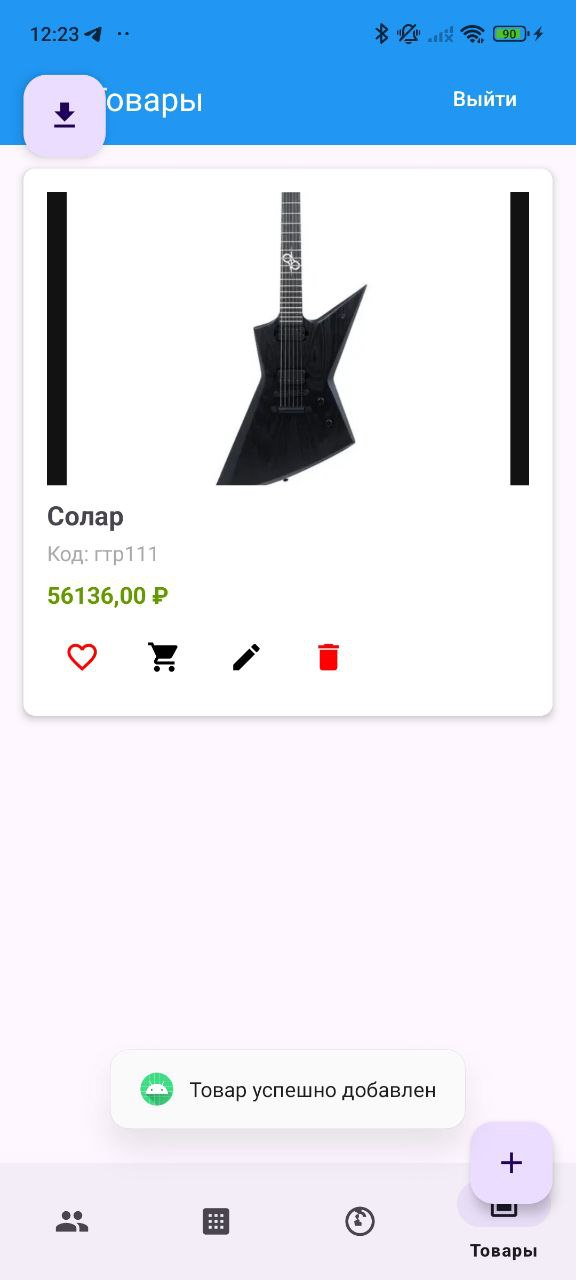 12:23
90
Товары
Выйти
Солар
Код: гтр111
56136,00 ₽
Товар успешно добавлен
Товары